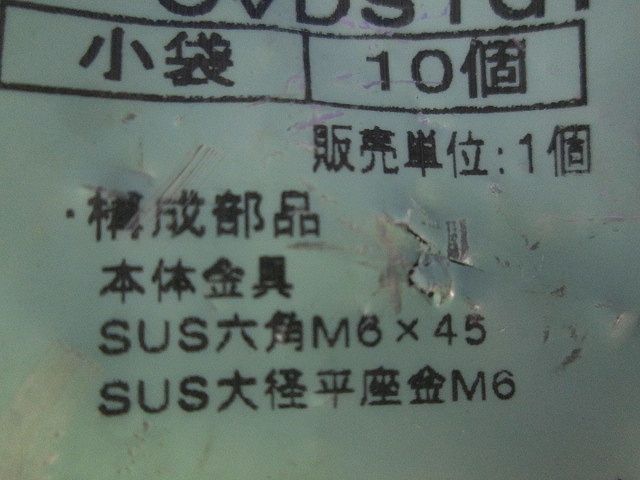 小袋 10個
販売単位:1個
・構成部品
本体金具
SUS六角M6×45
SUS大径平座金M6